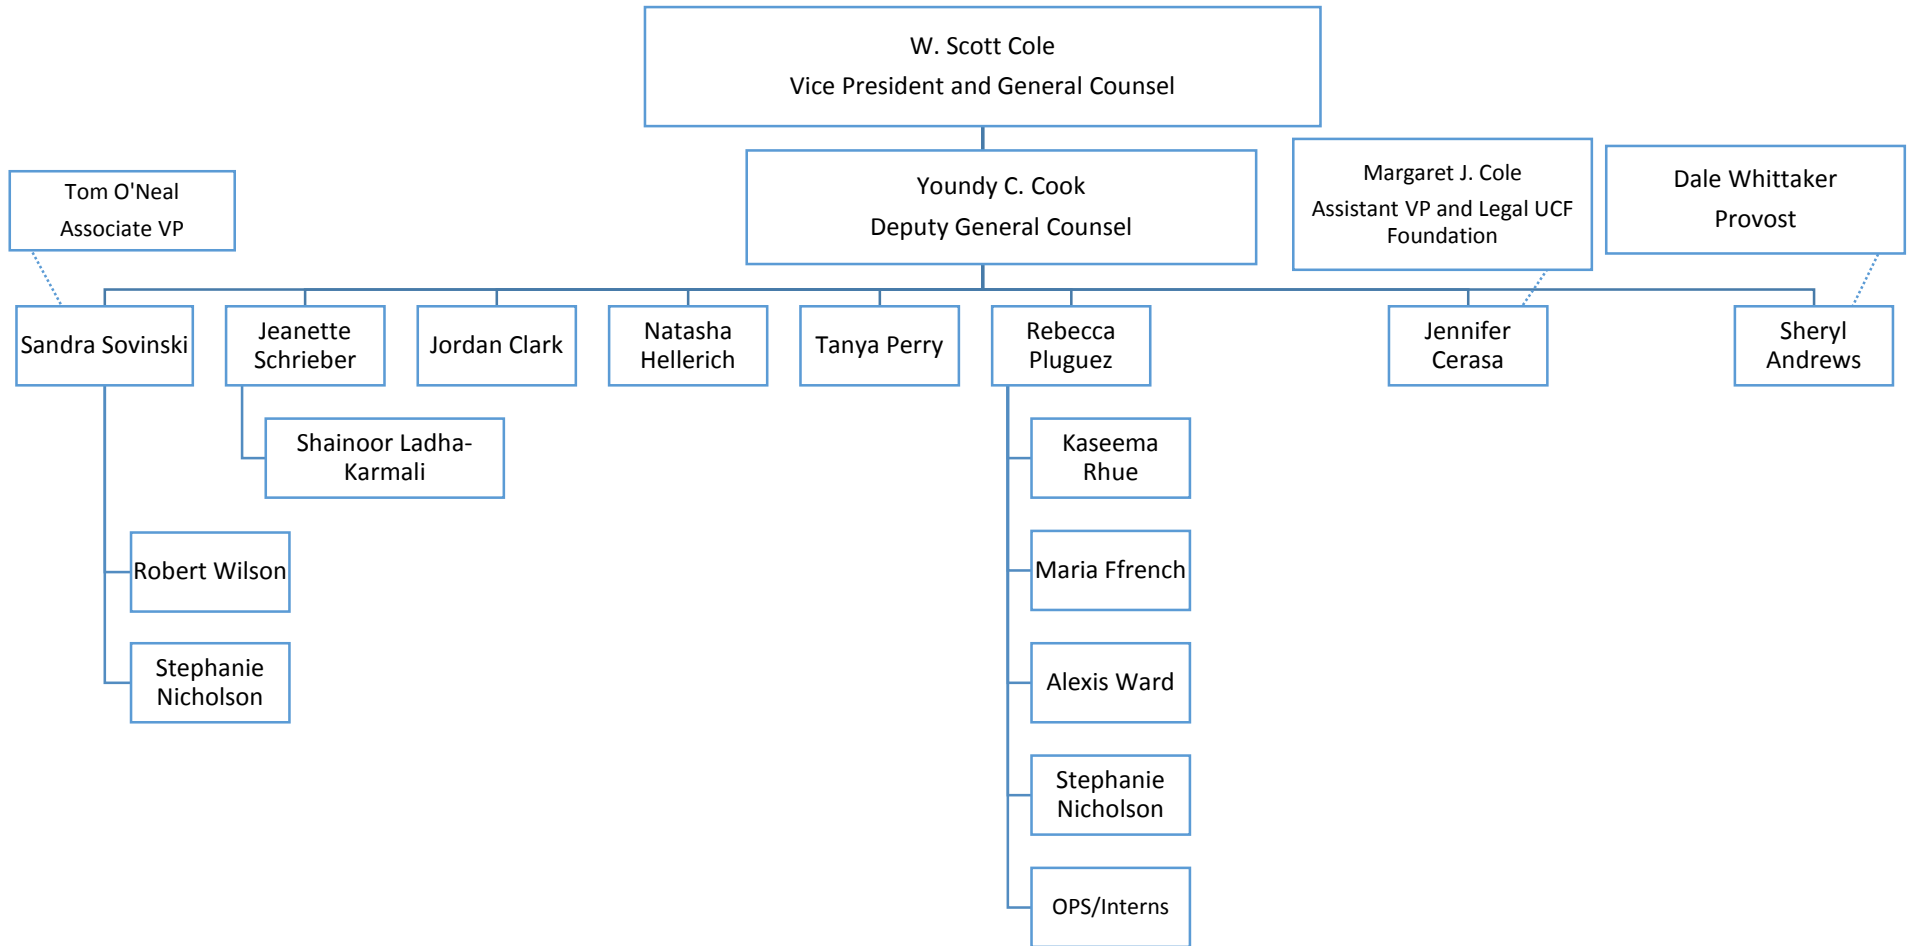 W. Scott Cole
Vice President and General Counsel
Youndy C. Cook
Deputy General Counsel
Margaret J. Cole
Assistant VP and Legal UCF
Foundation
Dale Whittaker
Provost
Tom O'Neal
Associate VP
Sandra Sovinski
Jeanette
Schrieber
Jordan Clark
Natasha
Hellerich
Tanya Perry
Rebecca
Pluguez
Jennifer
Cerasa
Sheryl
Andrews
Shainoor Ladha-
Karmali
Kaseema
Rhue
Robert Wilson
Maria Ffrench
Stephanie
Nicholson
Alexis Ward
Stephanie
Nicholson
OPS/Interns